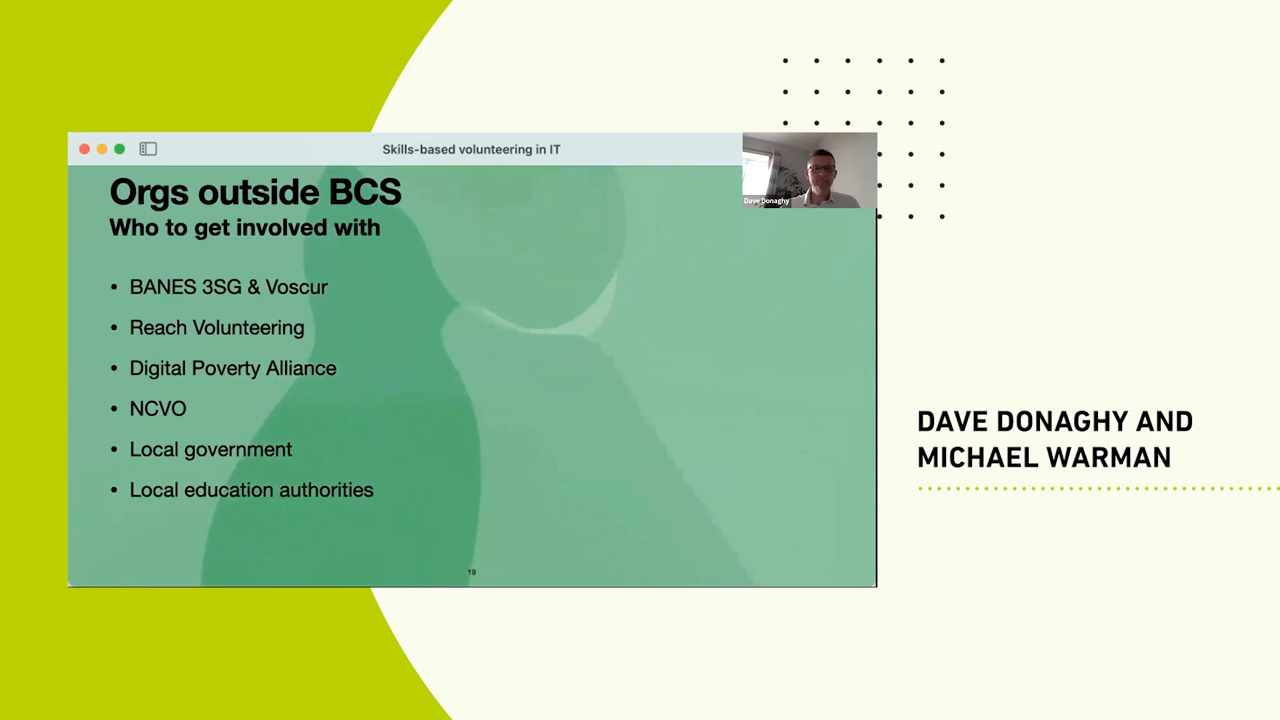 Skills-based volunteering in IT
Dave Donaghy
Orgs outside BCS
Who to get involved with
• BANES 3SG & Voscur
• Reach Volunteering
• Digital Poverty Alliance
• NCVO
• Local government
• Local education authorities
19
DAVE DONAGHY AND
MICHAEL WARMAN